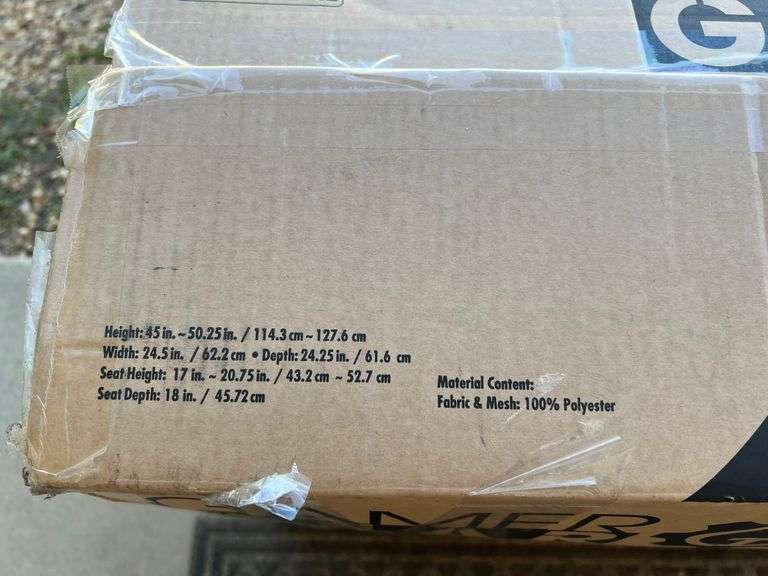 G
Height: 45 in. ~ 50.25 in. / 114.3 cm ~ 127.6 cm
Width: 24.5 in. / 62.2 cm • Depth: 24.25 in. / 61.6 cm
Seat Height: 17 in. ~ 20.75 in. / 43.2 cm ~ 52.7 cm
Seat Depth: 18 in. / 45.72 cm
Material Content:
Fabric & Mesh: 100% Polyester